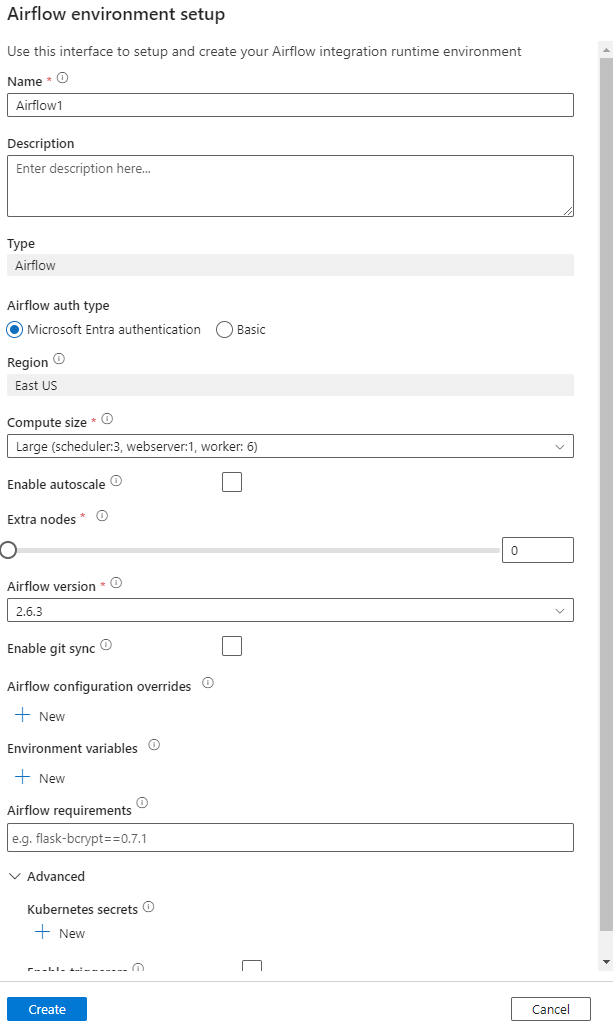 Airflow environment setup
Use this interface to setup and create your Airflow integration runtime environment
Name *
Airflow1
Description
Enter description here...
Type
Airflow
Airflow auth type
Microsoft Entra authentication Basic
Region
East US
Compute size *
Large (scheduler:3, webserver:1, worker: 6)
Enable autoscale
Extra nodes *
0
Airflow version *
2.6.3
Enable git sync
Airflow configuration overrides
New
Environment variables
New
Airflow requirements
e.g. flask-bcrypt==0.7.1
Advanced
Kubernetes secrets
New
Enable triggerers
Create Cancel